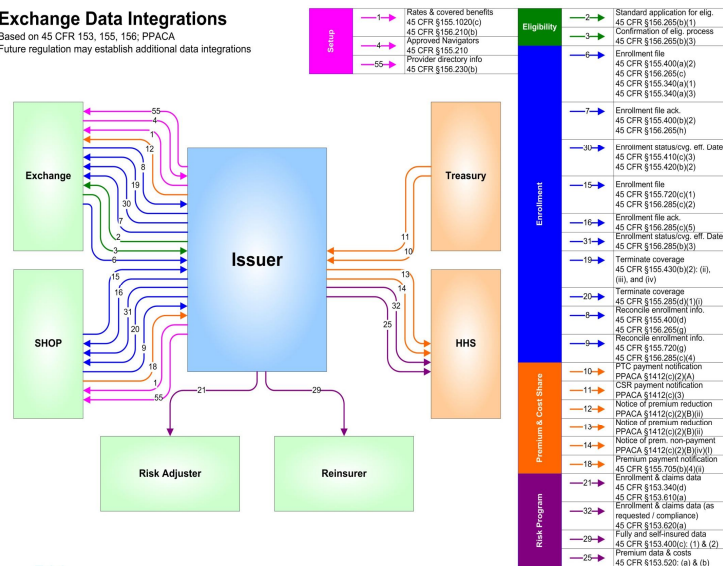 Exchange Data Integrations
Based on 45 CFR 153, 155, 156; PPACA
Future regulation may establish additional data integrations
Setup
1
Rates & covered benefits
45 CFR §155.1020(c)
45 CFR §156.210(b)
4
Approved Navigators
45 CFR §155.210
55
Provider directory info
45 CFR §156.230(b)
Eligibility
2
Standard application for elig.
45 CFR §156.265(b)(1)
3
Confirmation of elig. process
45 CFR §156.265(b)(3)
Enrollment
6
Enrollment file
45 CFR §155.400(a)(2)
45 CFR §156.265(c)
45 CFR §155.340(a)(1)
45 CFR §155.340(a)(3)
7
Enrollment file ack.
45 CFR §155.400(b)(2)
45 CFR §156.265(h)
30
Enrollment status/cvg. eff. Date
45 CFR §155.410(c)(3)
45 CFR §155.420(b)(2)
15
Enrollment file
45 CFR §155.720(c)(1)
45 CFR §156.285(c)(2)
16
Enrollment file ack.
45 CFR §156.285(c)(5)
31
Enrollment status/cvg. eff. Date
45 CFR §156.285(b)(3)
19
Terminate coverage
45 CFR §155.430(b)(2): (ii),
(iii), and (iv)
20
Terminate coverage
45 CFR §155.285(d)(1)(i)
8
Reconcile enrollment info.
45 CFR §155.400(d)
45 CFR §156.265(g)
9
Reconcile enrollment info.
45 CFR §155.720(g)
45 CFR §156.285(c)(4)
Premium & Cost Share
10
PTC payment notification
PPACA §1412(c)(2)(A)
11
CSR payment notification
PPACA §1412(c)(3)
12
Notice of premium reduction
PPACA §1412(c)(2)(B)(ii)
13
Notice of premium reduction
PPACA §1412(c)(2)(B)(ii)
14
Notice of prem. non-payment
PPACA §1412(c)(2)(B)(iv)(I)
18
Premium payment notification
45 CFR §155.705(b)(4)(ii)
Risk Program
21
Enrollment & claims data
45 CFR §153.340(d)
45 CFR §153.610(a)
32
Enrollment & claims data (as
requested / compliance)
45 CFR §153.620(a)
29
Fully and self-insured data
45 CFR §153.400(c): (1) & (2)
25
Premium data & costs
45 CFR §153.520: (a) & (b)
Exchange
55
4
1
12
8
19
30
7
2
3
6
Issuer
Treasury
11
10
SHOP
15
16
31
20
9
18
1
55
13
14
32
25
HHS
21
29
Risk Adjuster
Reinsurer